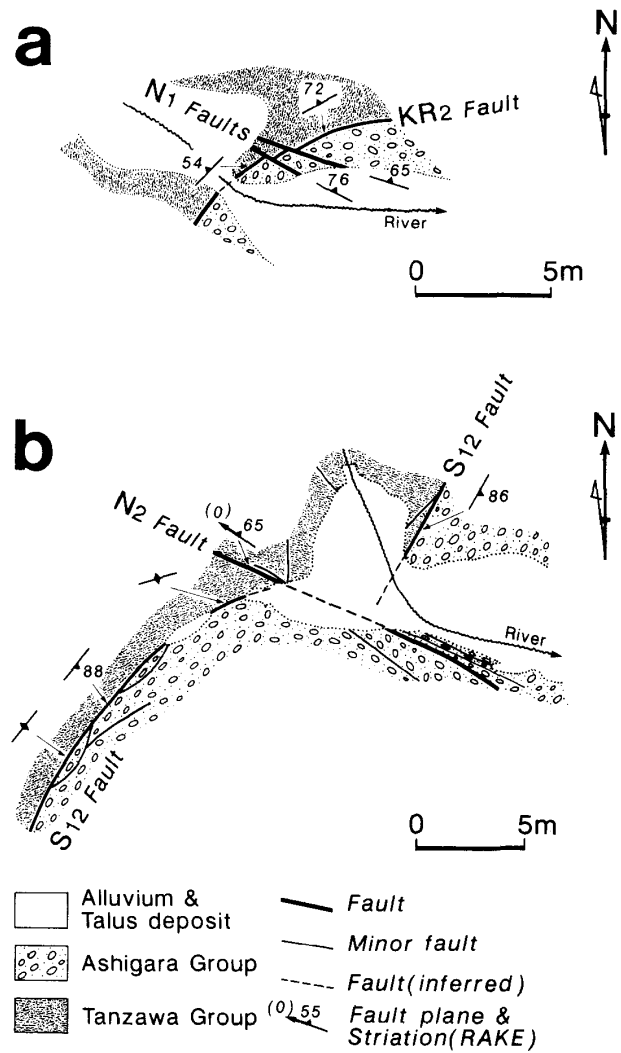 a
N
72
N1 Faults
KR2 Fault
54
76
65
River
0 5m
b
N
S12 Fault
N2 Fault
(0) 65
86
River
88
S12 Fault
0 5m
Alluvium &
Talus deposit
Ashigara Group
Tanzawa Group
Fault
Minor fault
Fault(inferred)
(0) 55 Fault plane &
Striation(RAKE)